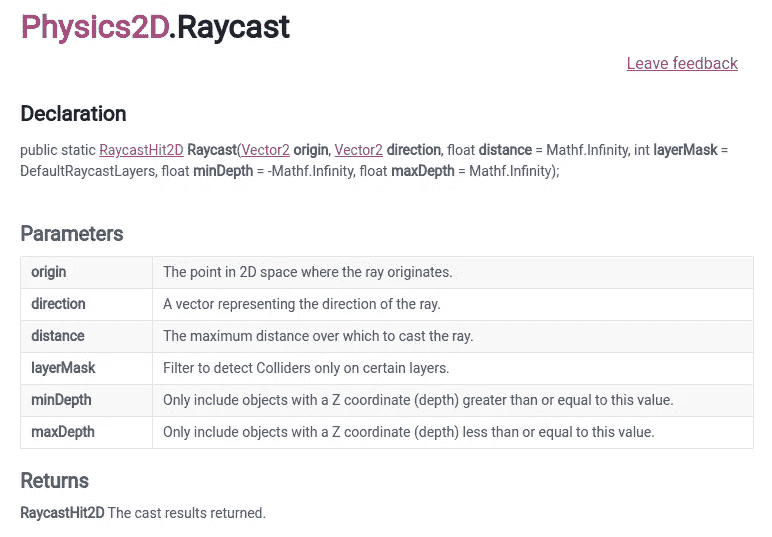 Physics2D.Raycast
Leave feedback
Declaration
public static RaycastHit2D Raycast(Vector2 origin, Vector2 direction, float distance = Mathf.Infinity, int layerMask =
DefaultRaycastLayers, float minDepth = -Mathf.Infinity, float maxDepth = Mathf.Infinity);
Parameters
origin The point in 2D space where the ray originates.
direction A vector representing the direction of the ray.
distance The maximum distance over which to cast the ray.
layerMask Filter to detect Colliders only on certain layers.
minDepth Only include objects with a Z coordinate (depth) greater than or equal to this value.
maxDepth Only include objects with a Z coordinate (depth) less than or equal to this value.
Returns
RaycastHit2D The cast results returned.